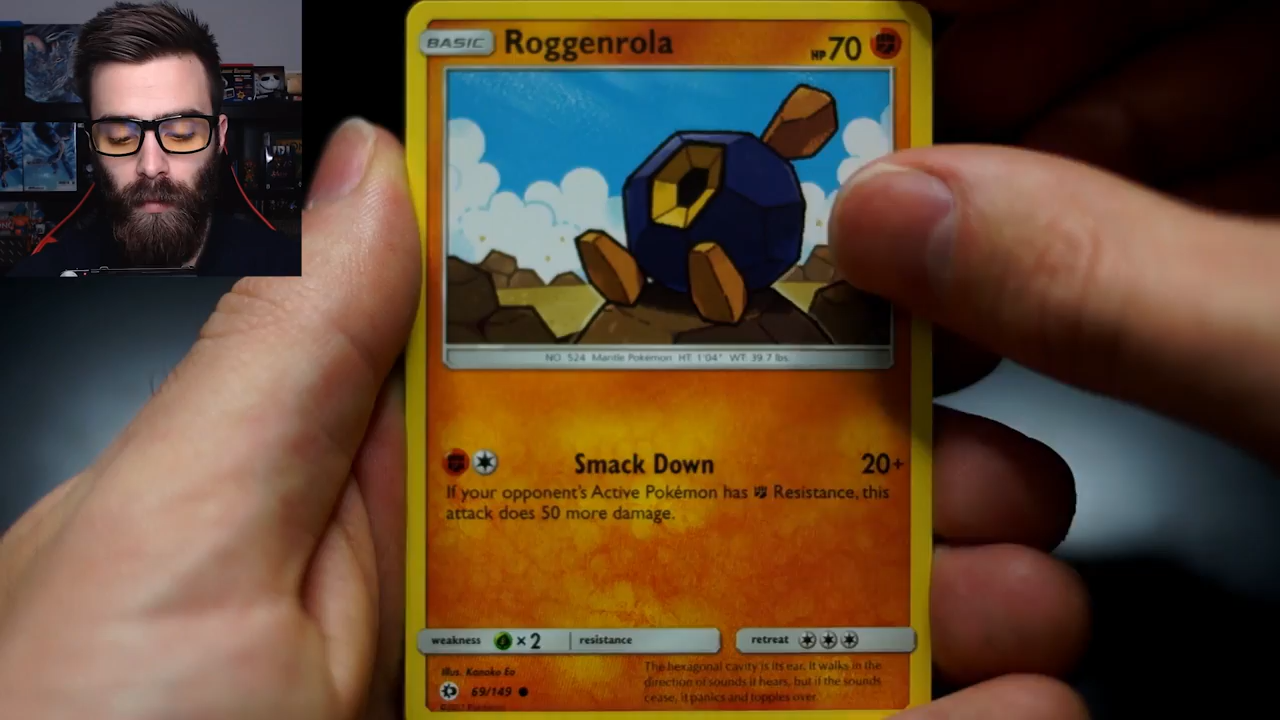 BASIC Roggenrola HP 70
NO. 524 Mantle Pokémon HT: 1'04" WT: 39.7 lbs.
Smack Down 20+
If your opponent's Active Pokémon has Resistance, this
attack does 50 more damage.
weakness ×2 resistance retreat
Illus. Kanako Eo
69/149
The hexagonal cavity is its ear. It walks in the
direction of sounds it hears, but if the sounds
cease, it panics and topples over.